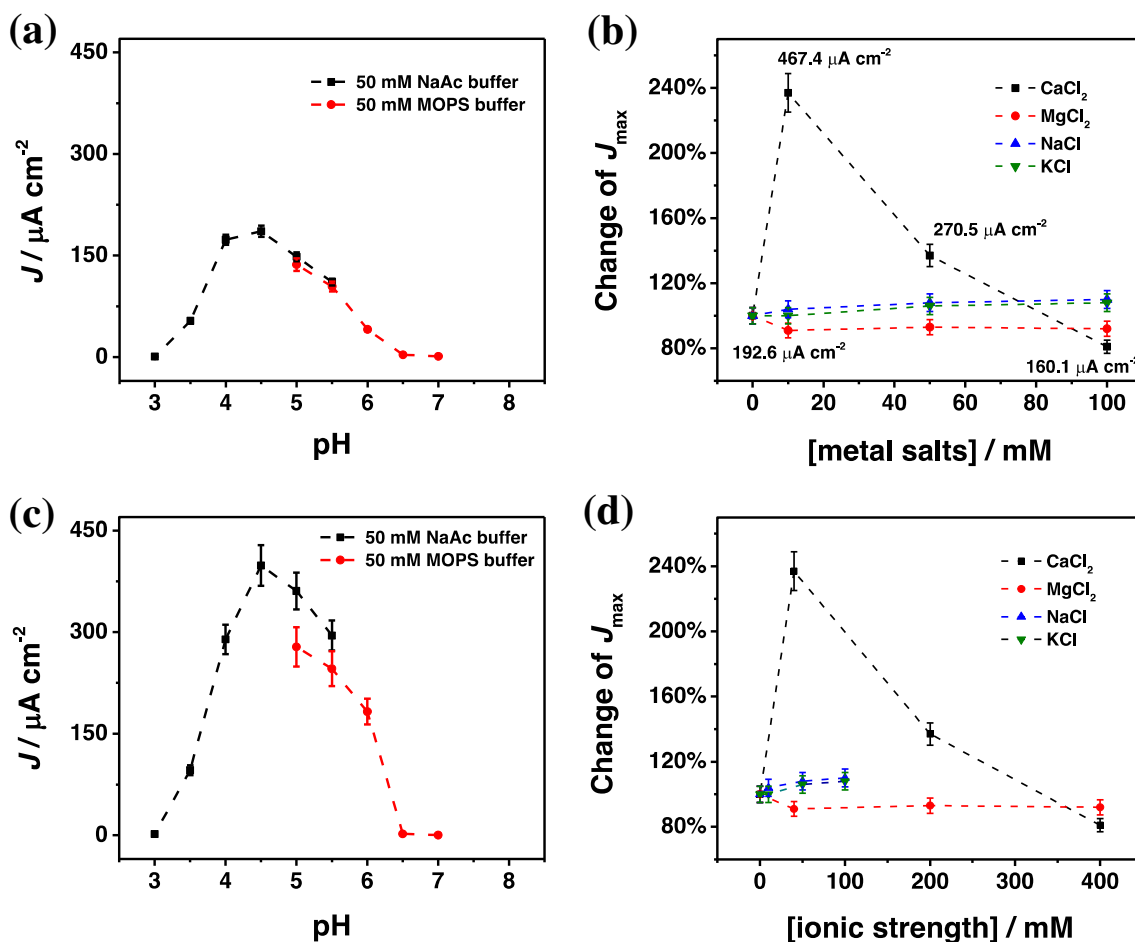 (a)
450
300
150
0
J / μA cm⁻²
3 4 5 6 7 8
pH
50 mM NaAc buffer
50 mM MOPS buffer
(b)
240%
200%
160%
120%
80%
Change of Jmax
467.4 μA cm⁻²
270.5 μA cm⁻²
192.6 μA cm⁻²
160.1 μA cm⁻²
CaCl₂
MgCl₂
NaCl
KCl
0 20 40 60 80 100
[metal salts] / mM
(c)
450
300
150
0
J / μA cm⁻²
3 4 5 6 7 8
pH
50 mM NaAc buffer
50 mM MOPS buffer
(d)
240%
200%
160%
120%
80%
Change of Jmax
CaCl₂
MgCl₂
NaCl
KCl
0 100 200 300 400
[ionic strength] / mM